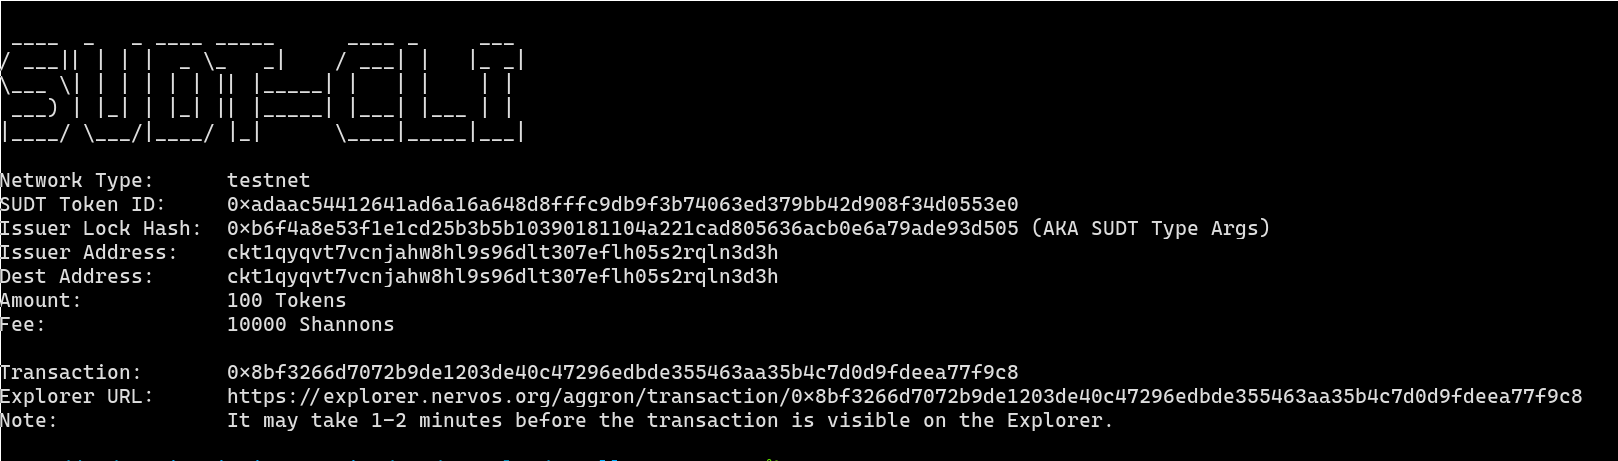 SUDT-CLI
Network Type: testnet
SUDT Token ID: 0xadaac54412641ad6a16a648d8fffc9db9f3b74063ed379bb42d908f34d0553e0
Issuer Lock Hash: 0xb6f4a8e53f1e1cd25b3b5b10390181104a221cad805636acb0e6a79ade93d505 (AKA SUDT Type Args)
Issuer Address: ckt1qyqvt7vcnjahw8hl9s96dlt307eflh05s2rqln3d3h
Dest Address: ckt1qyqvt7vcnjahw8hl9s96dlt307eflh05s2rqln3d3h
Amount: 100 Tokens
Fee: 10000 Shannons
Transaction: 0x8bf3266d7072b9de1203de40c47296edbde355463aa35b4c7d0d9fdeea77f9c8
Explorer URL: https://explorer.nervos.org/aggron/transaction/0x8bf3266d7072b9de1203de40c47296edbde355463aa35b4c7d0d9fdeea77f9c8
Note: It may take 1-2 minutes before the transaction is visible on the Explorer.